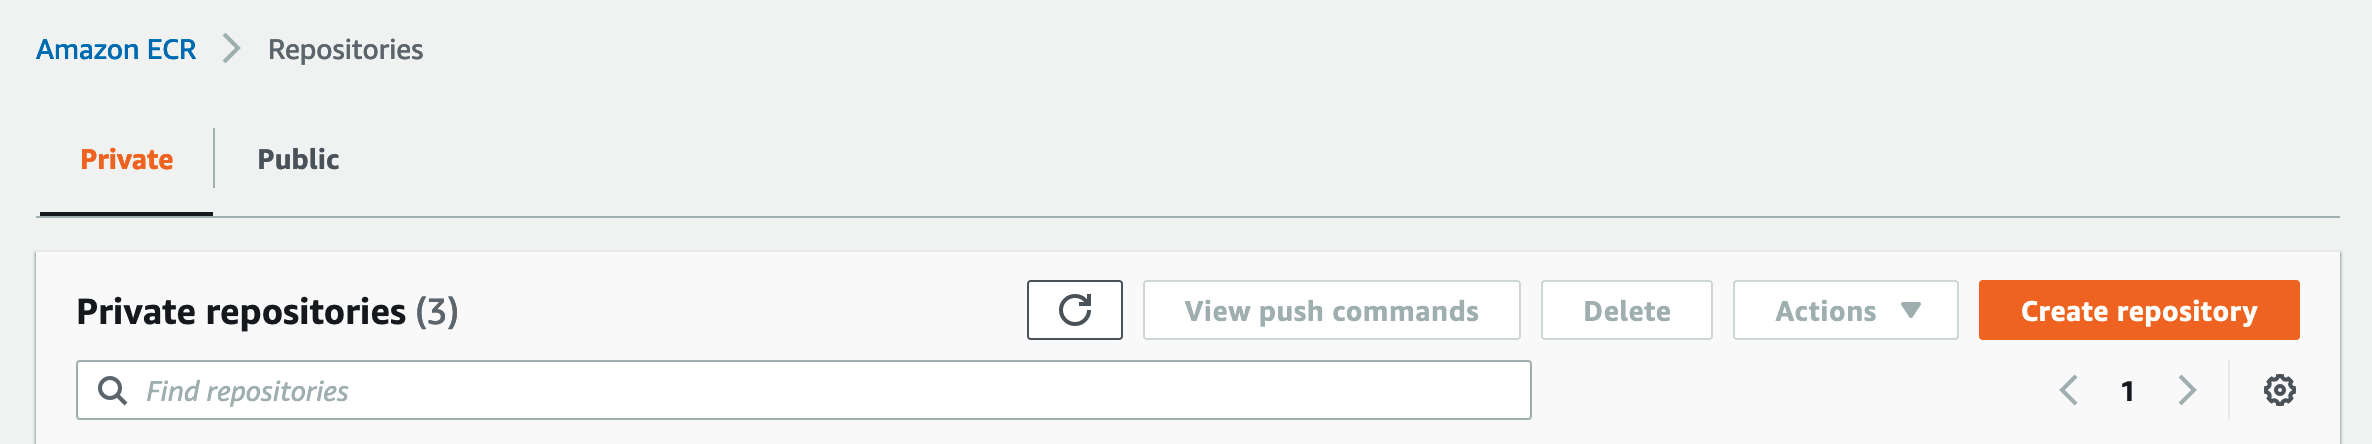 Amazon ECR Repositories
Private Public
Private repositories (3) View push commands Delete Actions Create repository
Find repositories 1